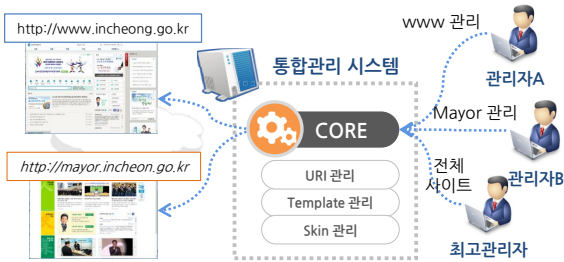 http://www.incheong.go.kr
http://mayor.incheon.go.kr
통합관리 시스템
CORE
URI 관리
Template 관리
Skin 관리
www 관리
관리자A
Mayor 관리
관리자B
전체
사이트
최고관리자